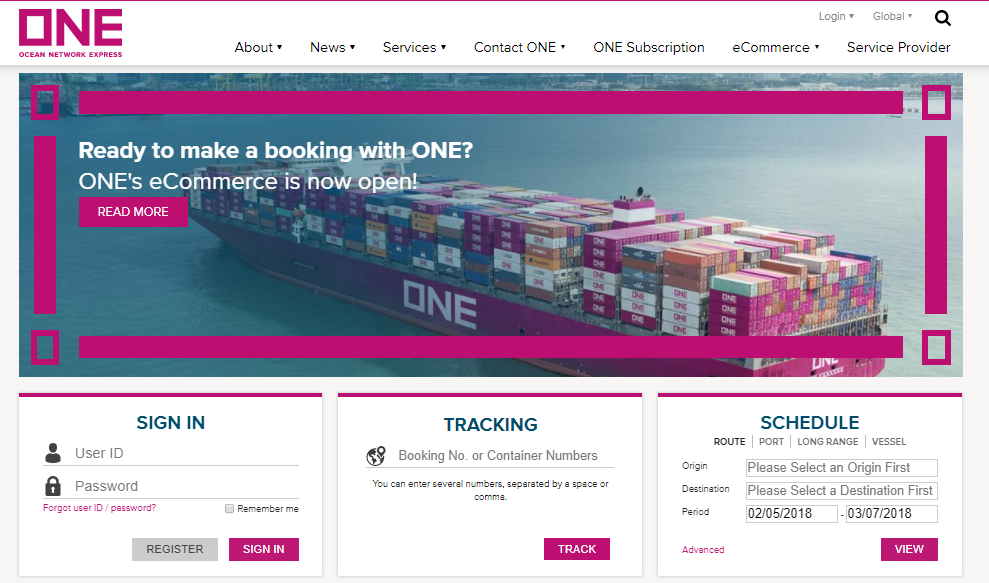 ONE
OCEAN NETWORK EXPRESS
Login ▾ Global ▾
About ▾ News ▾ Services ▾ Contact ONE ▾ ONE Subscription eCommerce ▾ Service Provider
Ready to make a booking with ONE?
ONE's eCommerce is now open!
READ MORE
ONE
ONE
SIGN IN
User ID
Password
Forgot user ID / password?
Remember me
REGISTER
SIGN IN
TRACKING
Booking No. or Container Numbers
You can enter several numbers, separated by a space or
comma.
TRACK
SCHEDULE
ROUTE | PORT | LONG RANGE | VESSEL
Origin Please Select an Origin First
Destination Please Select a Destination First
Period 02/05/2018 - 03/07/2018
Advanced
VIEW